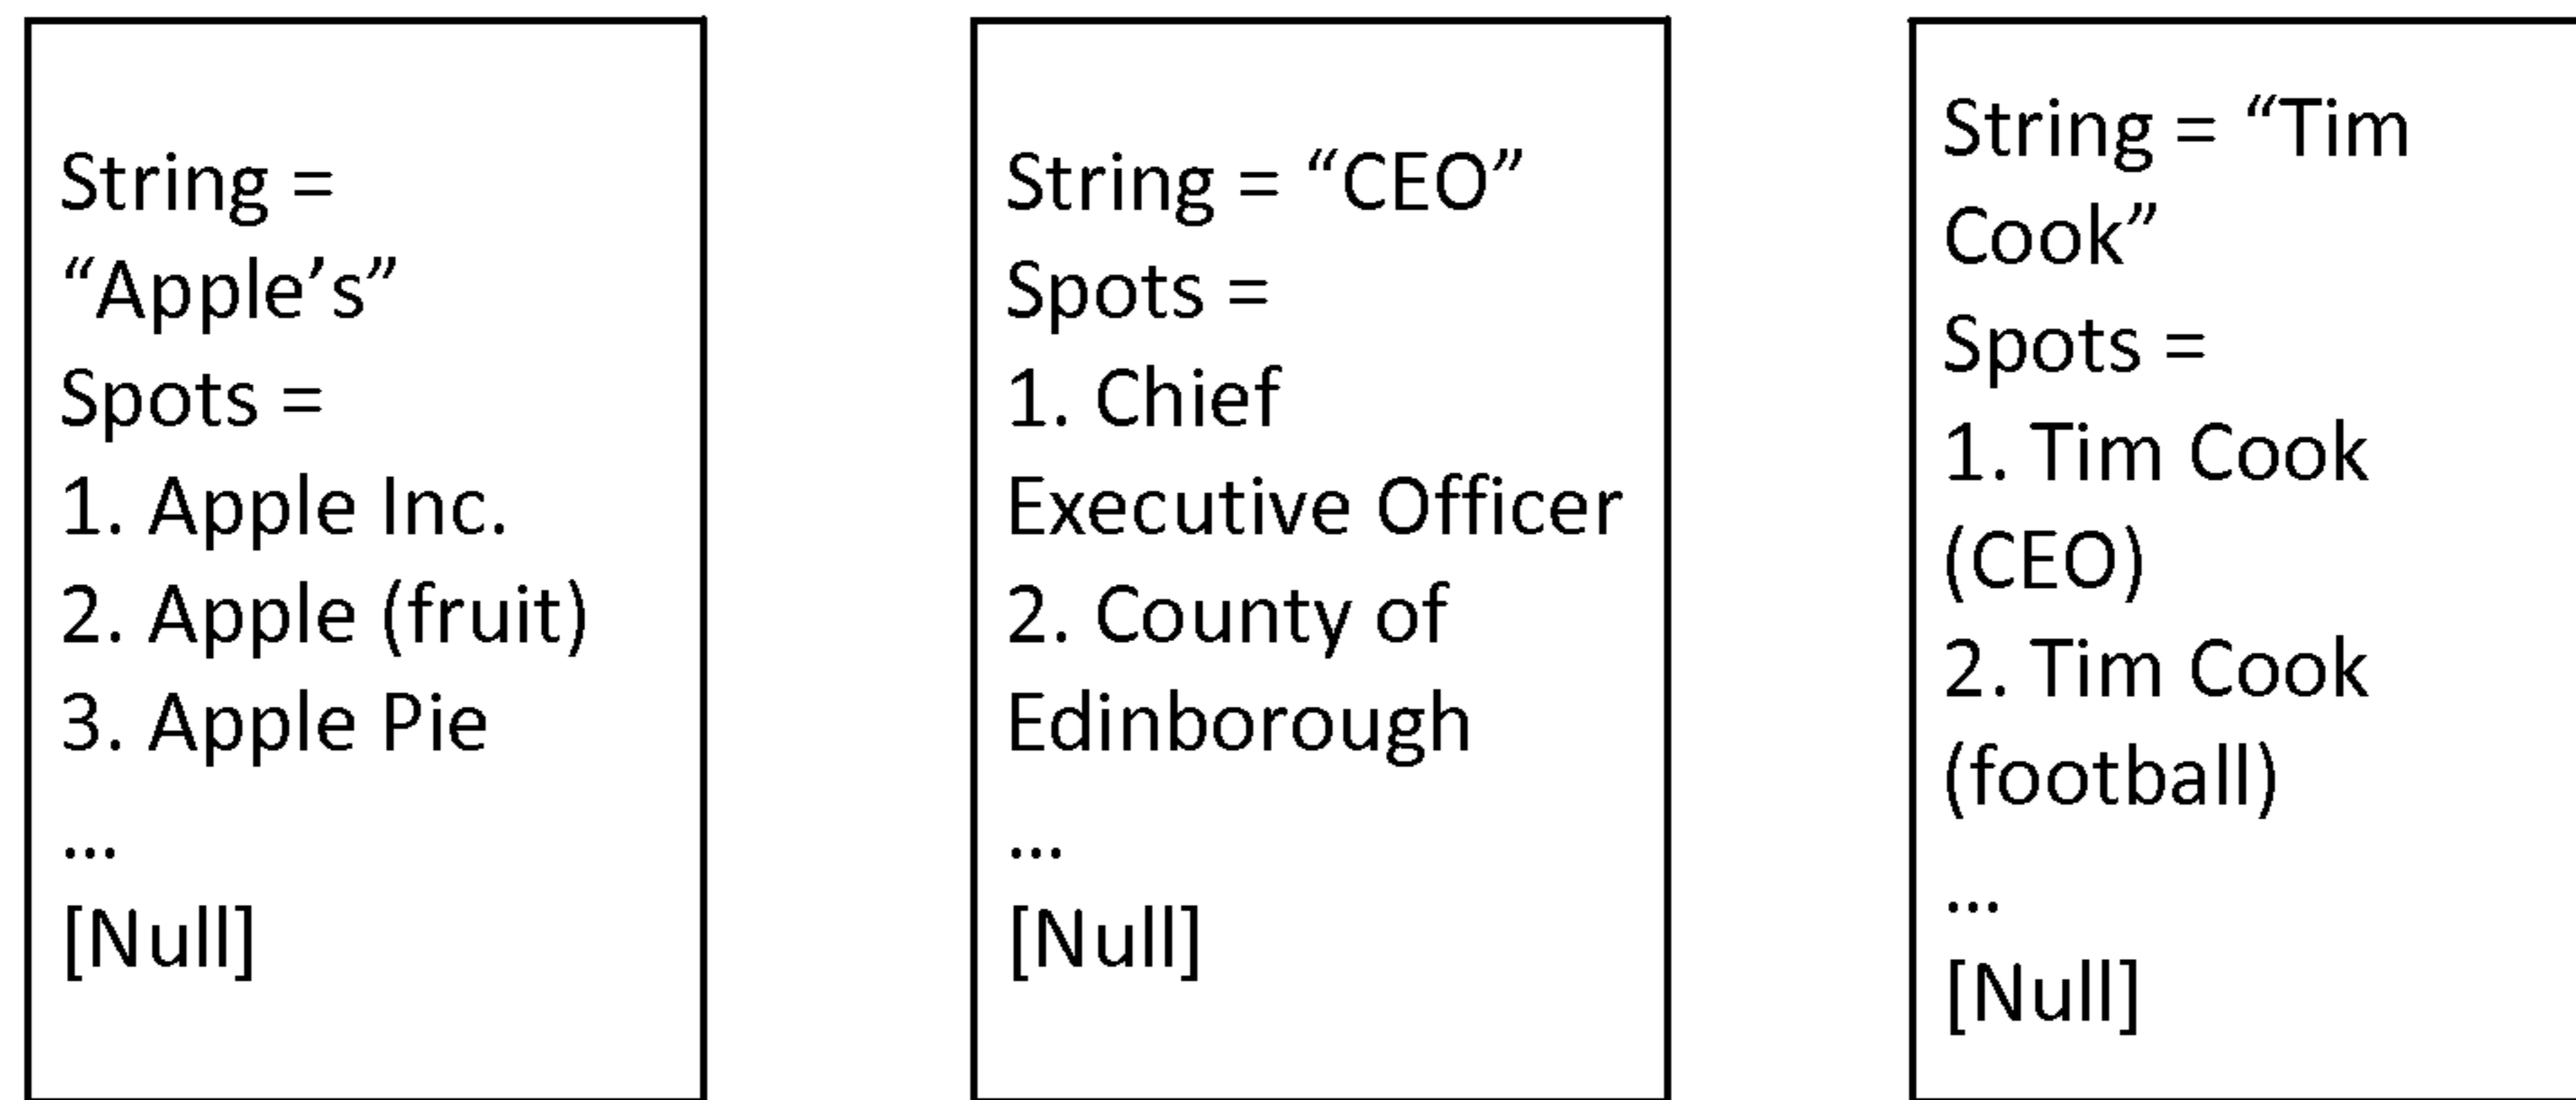 String =
“Apple’s”
Spots =
1. Apple Inc.
2. Apple (fruit)
3. Apple Pie
...
[Null]
String = “CEO”
Spots =
1. Chief
Executive Officer
2. County of
Edinborough
...
[Null]
String = “Tim
Cook”
Spots =
1. Tim Cook
(CEO)
2. Tim Cook
(football)
...
[Null]